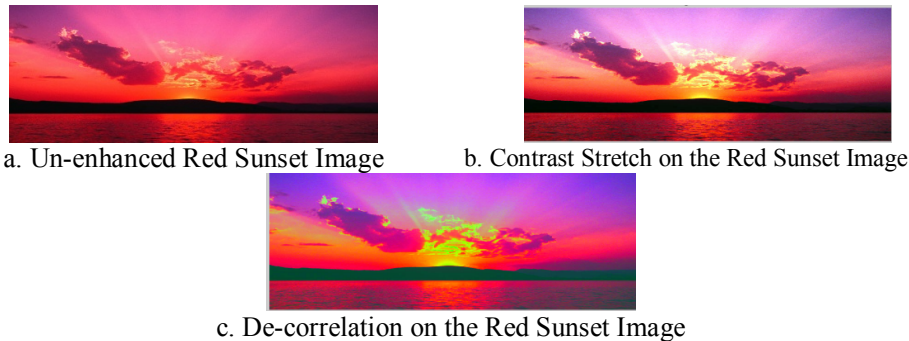 a. Un-enhanced Red Sunset Image
b. Contrast Stretch on the Red Sunset Image
c. De-correlation on the Red Sunset Image